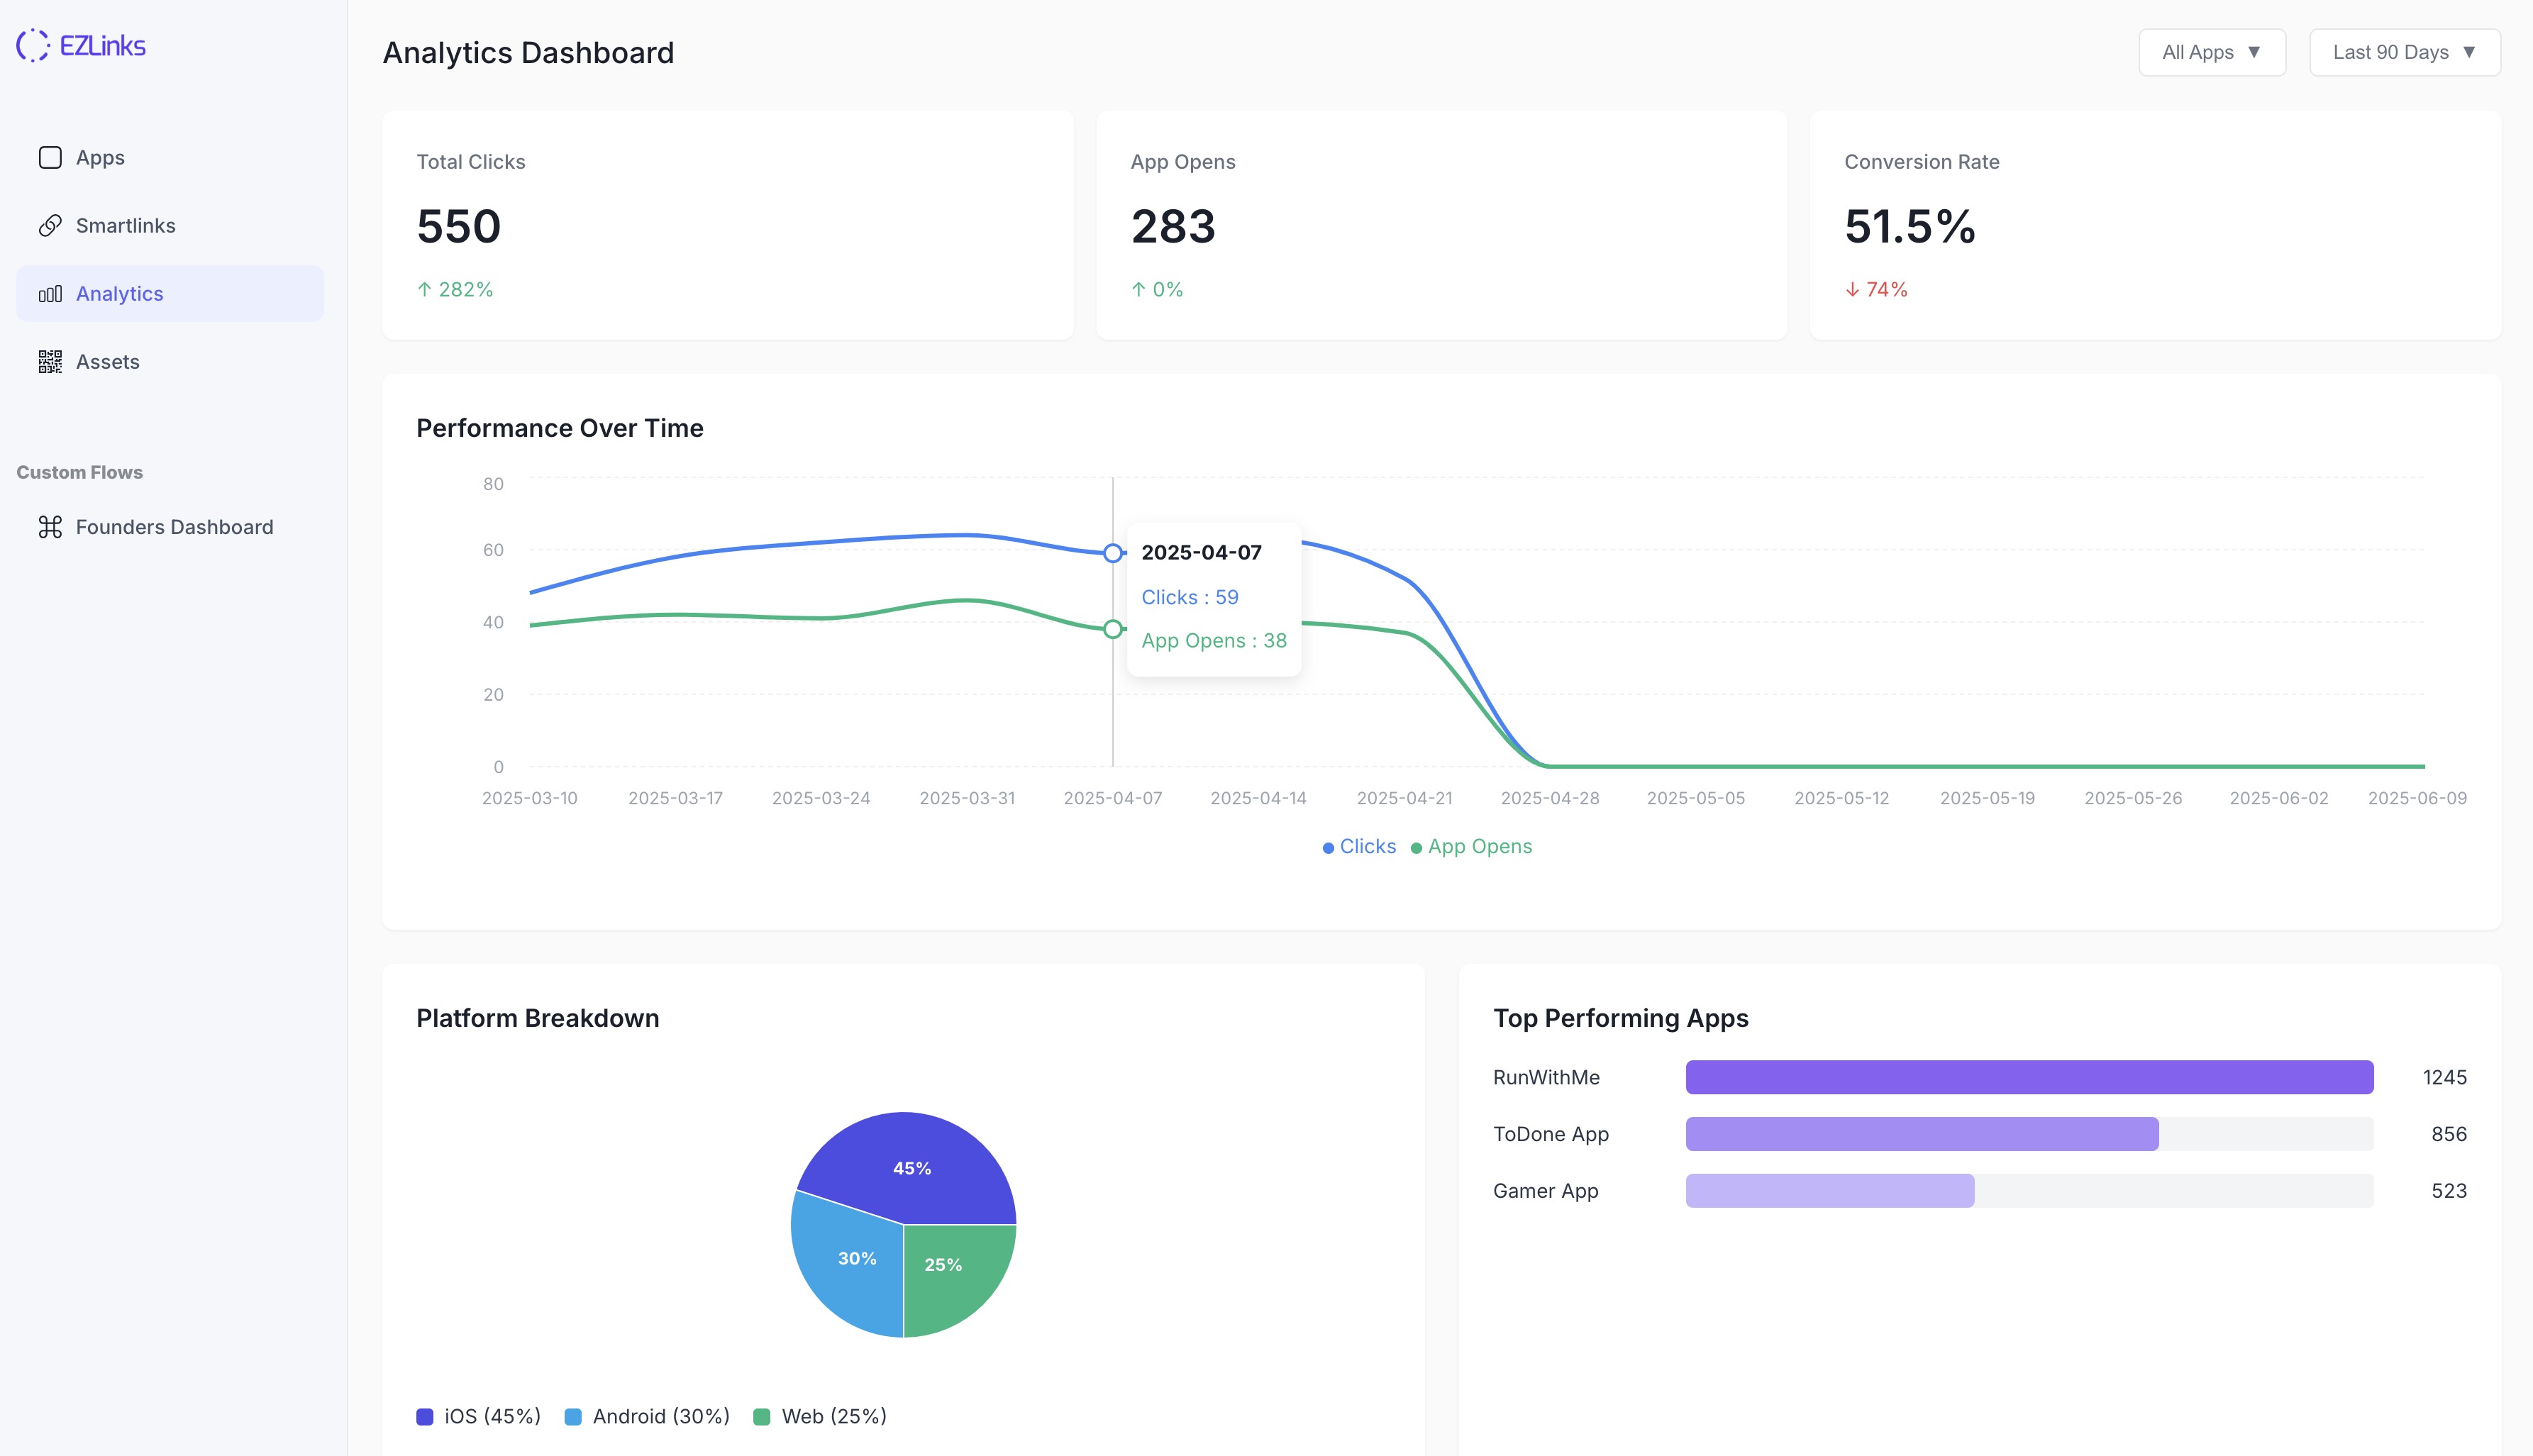 EZLinks
Apps
Smartlinks
Analytics
Assets
Custom Flows
Founders Dashboard
Analytics Dashboard
All Apps ▼
Last 90 Days ▼
Total Clicks
550
↑ 282%
App Opens
283
↑ 0%
Conversion Rate
51.5%
↓ 74%
Performance Over Time
80
60
40
20
0
2025-04-07
Clicks : 59
App Opens : 38
2025-03-10 2025-03-17 2025-03-24 2025-03-31 2025-04-07 2025-04-14 2025-04-21 2025-04-28 2025-05-05 2025-05-12 2025-05-19 2025-05-26 2025-06-02 2025-06-09
Clicks App Opens
Platform Breakdown
45%
30%
25%
iOS (45%) Android (30%) Web (25%)
Top Performing Apps
RunWithMe 1245
ToDone App 856
Gamer App 523